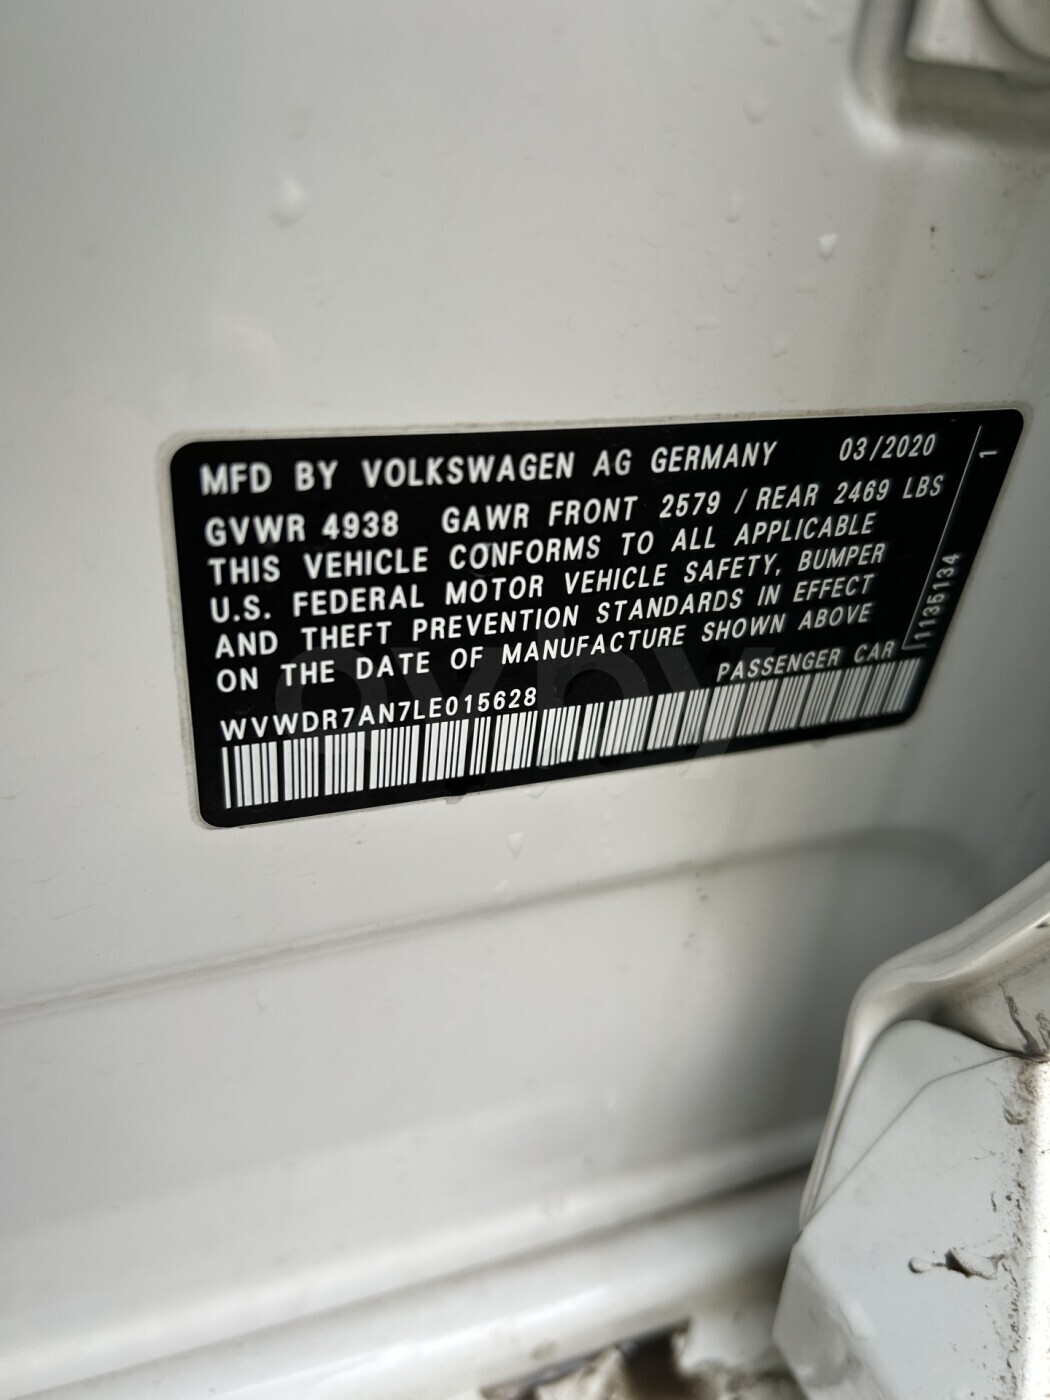 MFD BY VOLKSWAGEN AG GERMANY 03/2020
GVWR 4938 GAWR FRONT 2579 / REAR 2469 LBS
THIS VEHICLE CONFORMS TO ALL APPLICABLE
U.S. FEDERAL MOTOR VEHICLE SAFETY, BUMPER
AND THEFT PREVENTION STANDARDS IN EFFECT
ON THE DATE OF MANUFACTURE SHOWN ABOVE
WVWDR7AN7LE015628 PASSENGER CAR
1135134 1